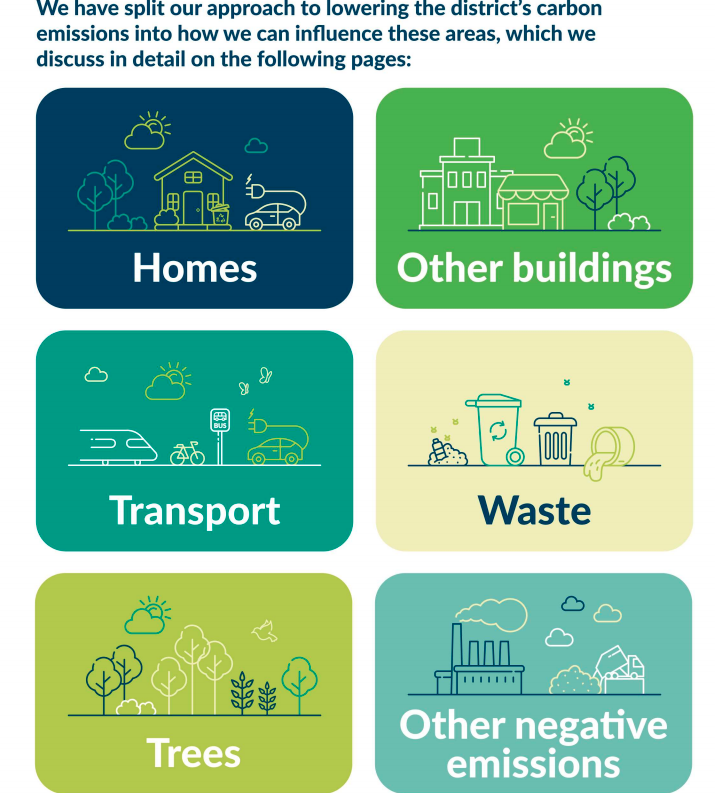 We have split our approach to lowering the district’s carbon
emissions into how we can influence these areas, which we
discuss in detail on the following pages:
Homes
Other buildings
BUS
Transport
Waste
Trees
Other negative
emissions